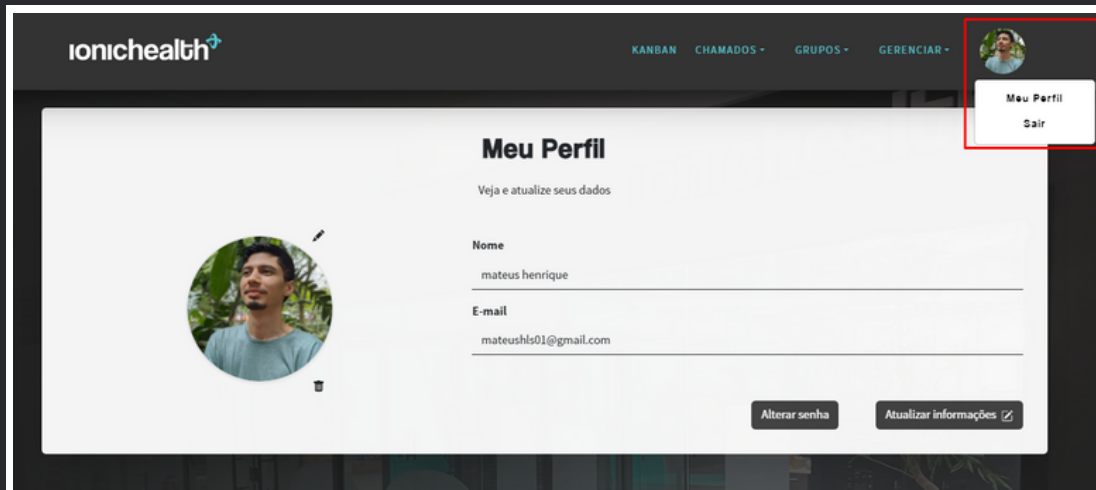 ıonıchealth
KANBAN CHAMADOS GRUPOS GERENCIAR
Meu Perfil
Sair
Meu Perfil
Veja e atualize seus dados
Nome
mateus henrique
E-mail
mateushls01@gmail.com
Alterar senha Atualizar informações